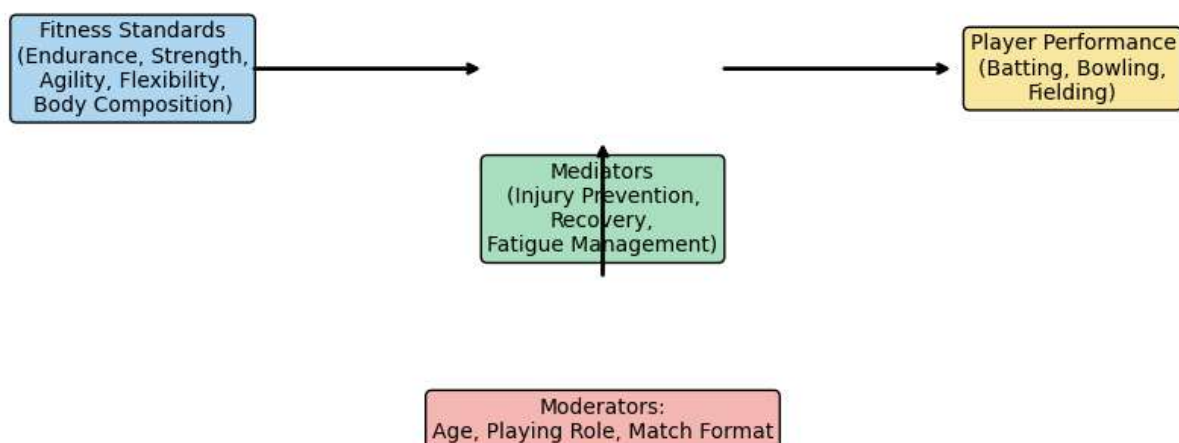 Fitness Standards
(Endurance, Strength,
Agility, Flexibility,
Body Composition)
Player Performance
(Batting, Bowling,
Fielding)
Mediators
(Injury Prevention,
Recovery,
Fatigue Management)
Moderators:
Age, Playing Role, Match Format